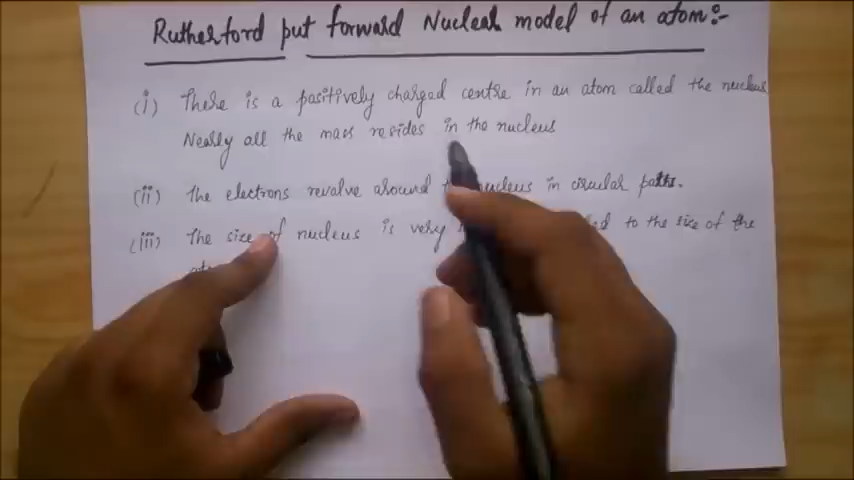 Rutherford put forward Nuclear model of an atom:-
(i) There is a positively charged centre in an atom called the nucleus
Nearly all the mass resides in the nucleus
(ii) The electrons revolve around nucleus in circular paths.
(iii) The size of nucleus is very to the size of the